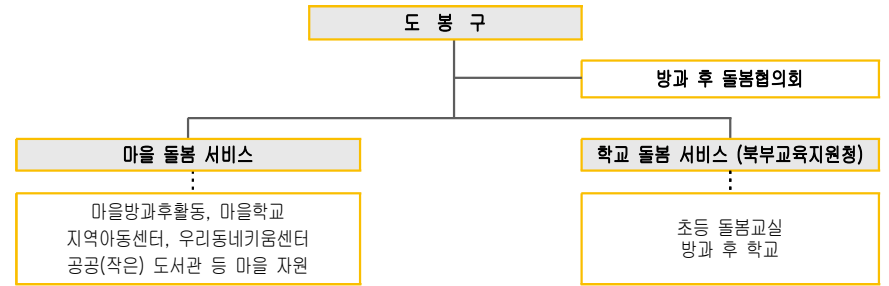 도 봉 구
방과 후 돌봄협의회
마을 돌봄 서비스
학교 돌봄 서비스 (북부교육지원청)
마을방과후활동, 마을학교
지역아동센터, 우리동네키움센터
공공(작은) 도서관 등 마을 자원
초등 돌봄교실
방과 후 학교